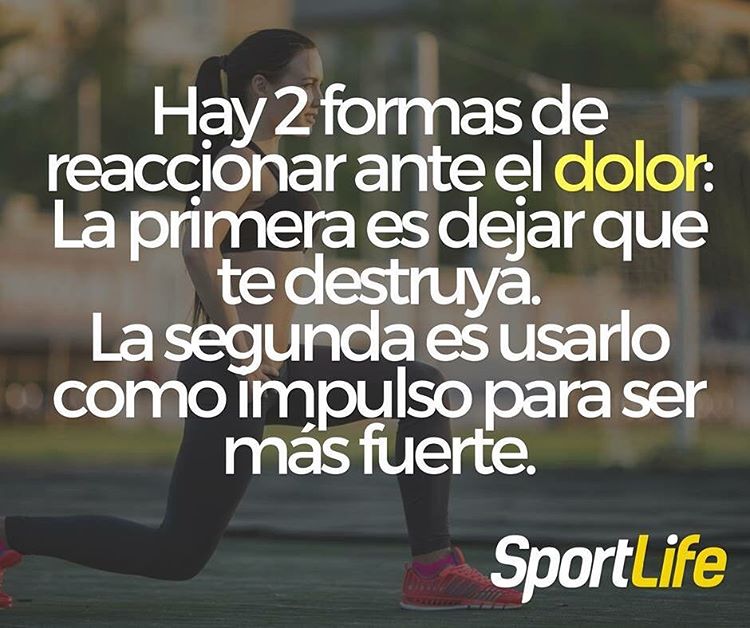 Hay 2 formas de
reaccionar ante el dolor:
La primera es dejar que
te destruya.
La segunda es usarlo
como impulso para ser
más fuerte.
SportLife